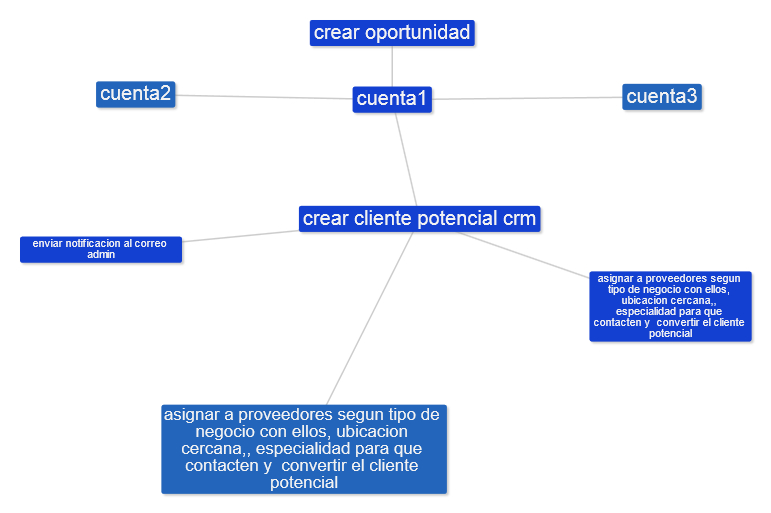 crear oportunidad
cuenta2
cuenta1
cuenta3
crear cliente potencial crm
enviar notificacion al correo
admin
asignar a proveedores segun
tipo de negocio con ellos,
ubicacion cercana,,
especialidad para que
contacten y  convertir el cliente
potencial
asignar a proveedores segun tipo de
negocio con ellos, ubicacion
cercana,, especialidad para que
contacten y  convertir el cliente
potencial